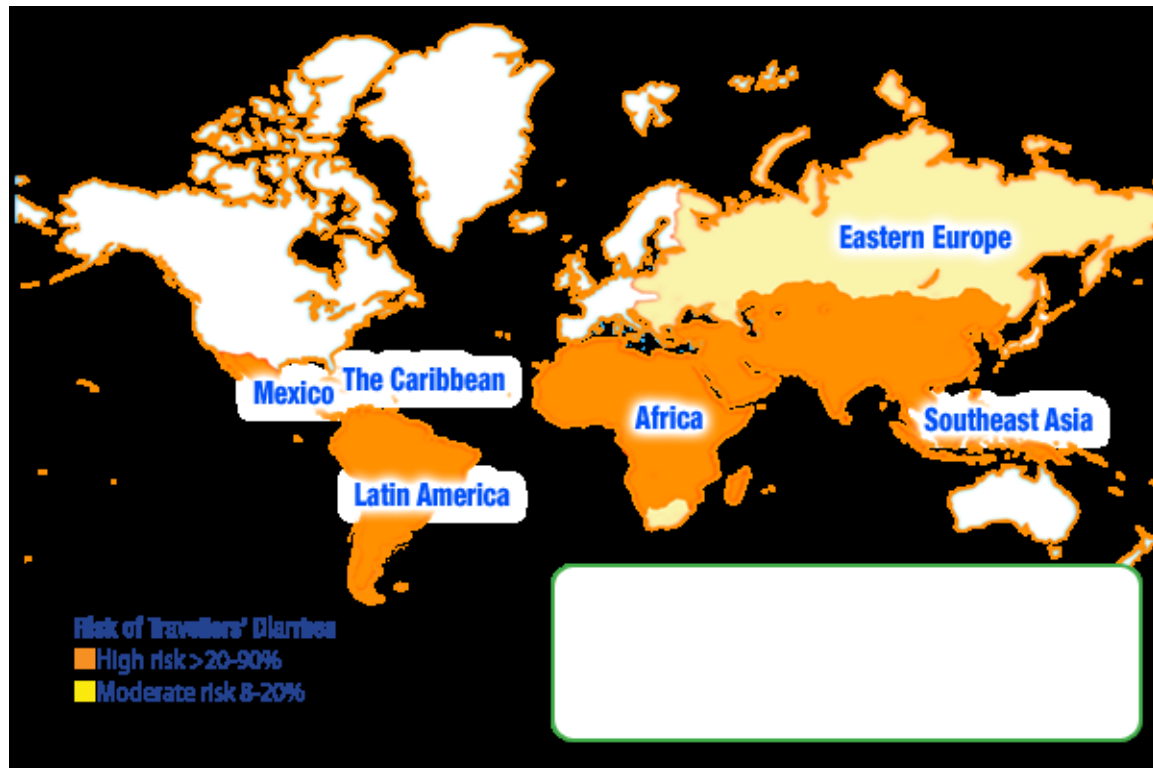 Eastern Europe
The Caribbean
Mexico
Africa
Southeast Asia
Latin America
Risk of Travellers' Diarrhea
High risk >20-90%
Moderate risk 8-20%